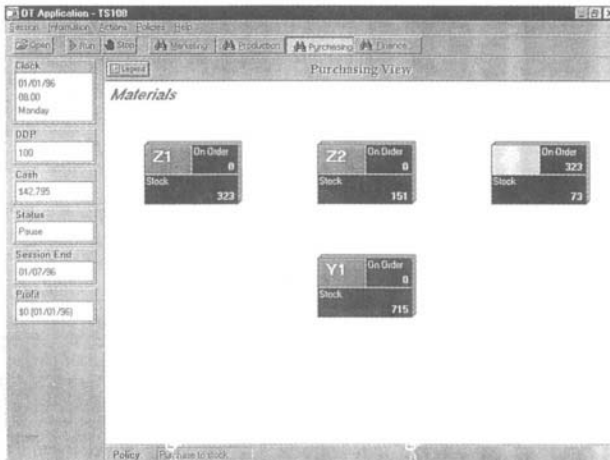 DT Application - TS100
Session Information Actions Policies Help
Open Run Stop Marketing Production Purchasing Finance
Clock
01/01/96
08:00
Monday
DDP
100
Cash
$42,795
Status
Pause
Session End
01/07/96
Profit
$0 (01/01/96)
Legend Purchasing View
Materials
Z1 On Order
0
Stock
323
Z2 On Order
0
Stock
151
On Order
323
Stock
73
Y1 On Order
0
Stock
715
Policy Purchase to stock